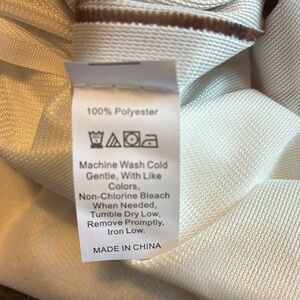 100% Polyester
Machine Wash Cold
Gentle, With Like
Colors,
Non-Chlorine Bleach
When Needed,
Tumble Dry Low,
Remove Promptly,
Iron Low.
MADE IN CHINA